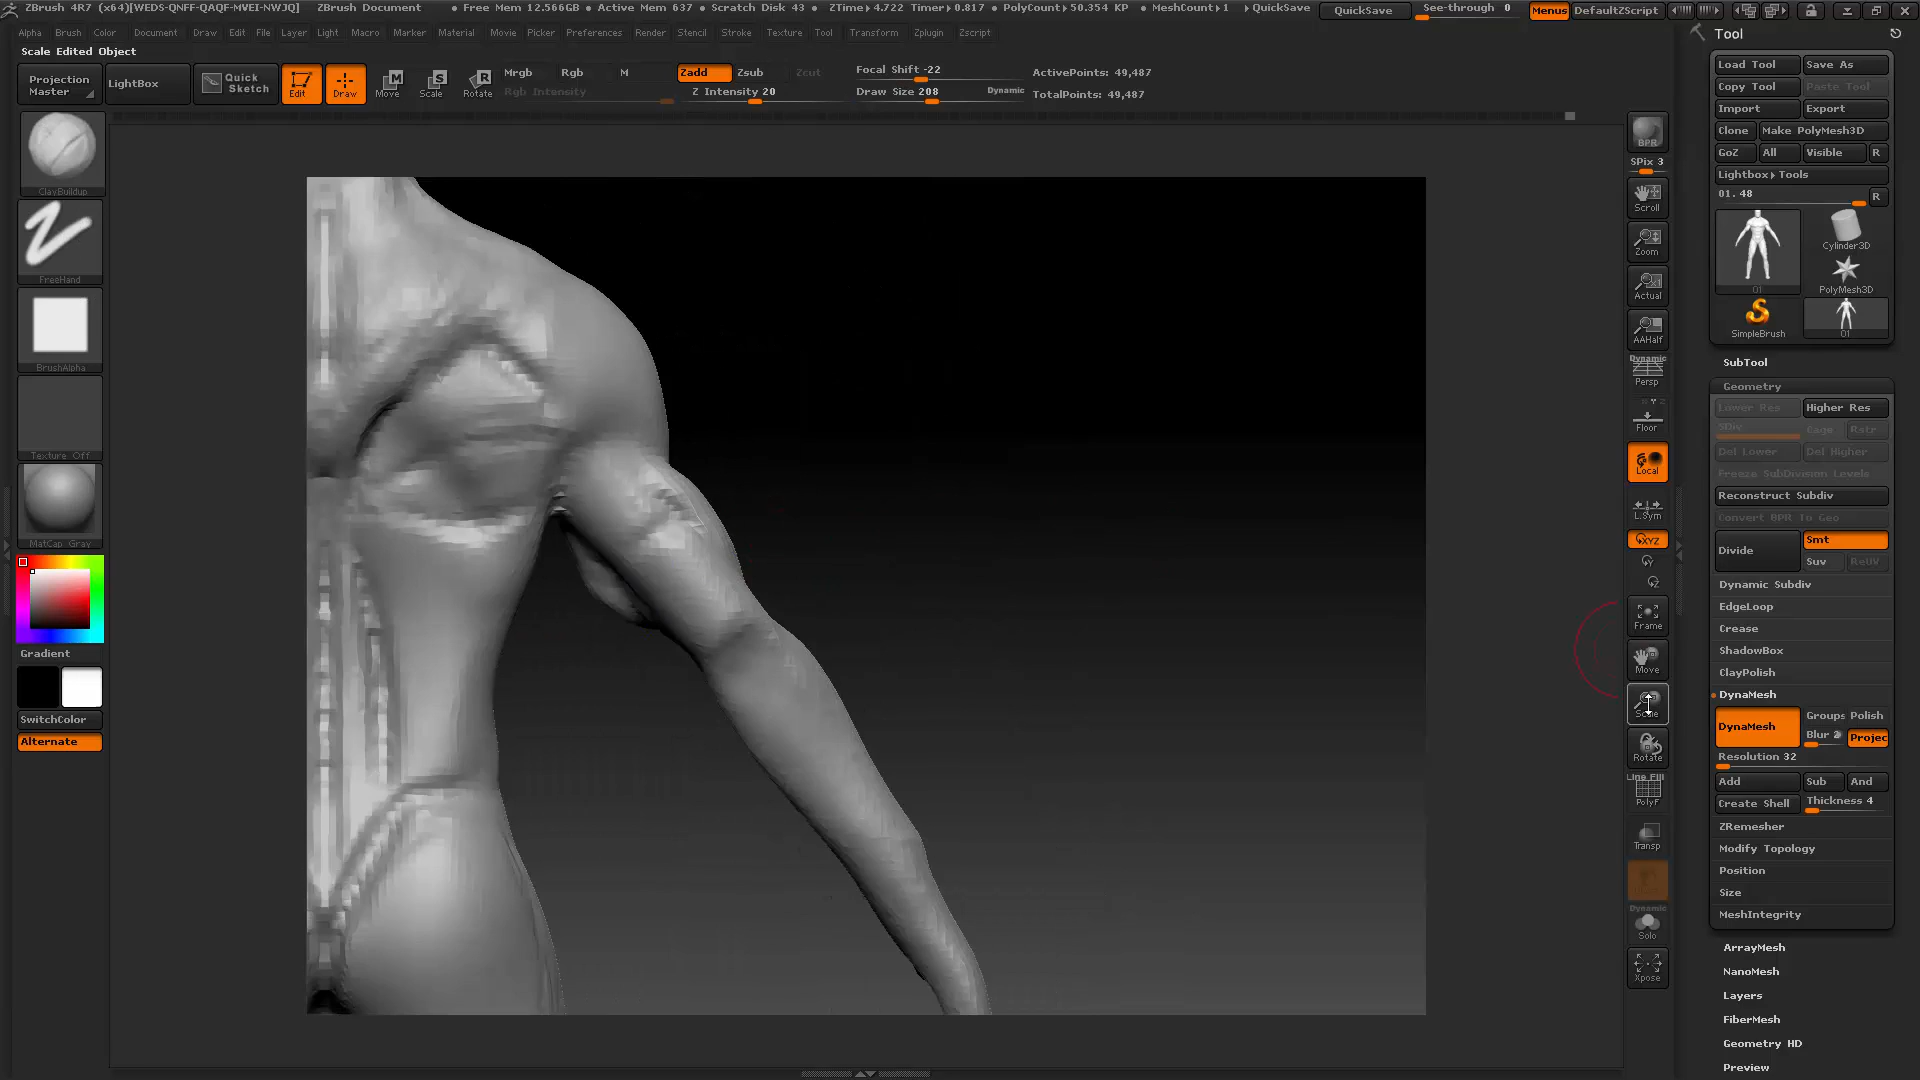 ZBrush 4R7 (x64)[WEDS-QNFF-QAQF-MVEI-NWJQ] ZBrush Document • Free Mem 12.566GB • Active Mem 637 • Scratch Disk 43 • ZTime▸4.722 Timer▸0.817 • PolyCount▸50.354 KP • MeshCount▸1 QuickSave QuickSave See-through 0 Menus DefaultZScript
Alpha Brush Color Document Draw Edit File Layer Light Macro Marker Material Movie Picker Preferences Render Stencil Stroke Texture Tool Transform Zplugin Zscript
Scale Edited Object
Projection Master
LightBox
Quick Sketch
Edit
Draw
Move
Scale
Rotate
Mrgb Rgb M
Rgb Intensity
Zadd Zsub Zcut
Z Intensity 20
Focal Shift -22
Draw Size 208 Dynamic
ActivePoints: 49,487
TotalPoints: 49,487
ClayBuildup
FreeHand
BrushAlpha
Texture Off
MatCap Gray
Gradient
SwitchColor
Alternate
BPR
SPix 3
Scroll
Zoom
Actual
AAHalf
Dynamic
Persp
Floor
Local
L.Sym
XYZ
Frame
Move
Scale
Rotate
Line Fill
PolyF
Transp
Dynamic
Solo
Xpose
Tool
Load Tool Save As
Copy Tool Paste Tool
Import Export
Clone Make PolyMesh3D
GoZ All Visible R
Lightbox▸Tools
01. 48 R
01
Cylinder3D
PolyMesh3D
SimpleBrush
01
SubTool
Geometry
Lower Res Higher Res
SDiv Cage Rstr
Del Lower Del Higher
Freeze SubDivision Levels
Reconstruct Subdiv
Convert BPR To Geo
Divide Smt
Suv ReUV
Dynamic Subdiv
EdgeLoop
Crease
ShadowBox
ClayPolish
DynaMesh
DynaMesh Groups Polish
Blur 2 Projec
Resolution 32
Add Sub And
Create Shell Thickness 4
ZRemesher
Modify Topology
Position
Size
MeshIntegrity
ArrayMesh
NanoMesh
Layers
FiberMesh
Geometry HD
Preview